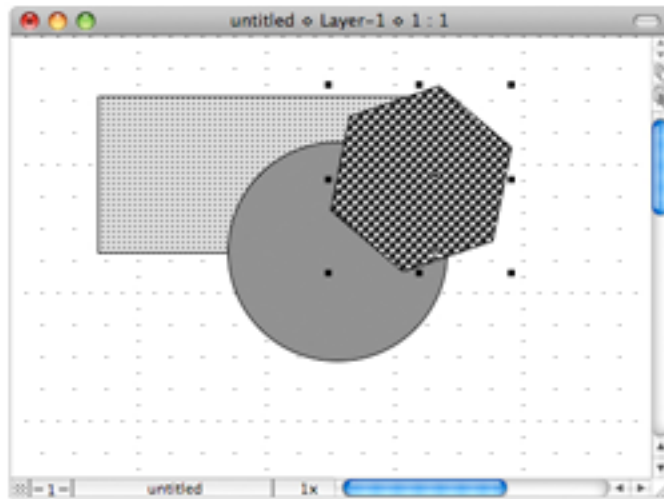 untitled ⋄ Layer-1 ⋄ 1 : 1
-1- untitled 1x